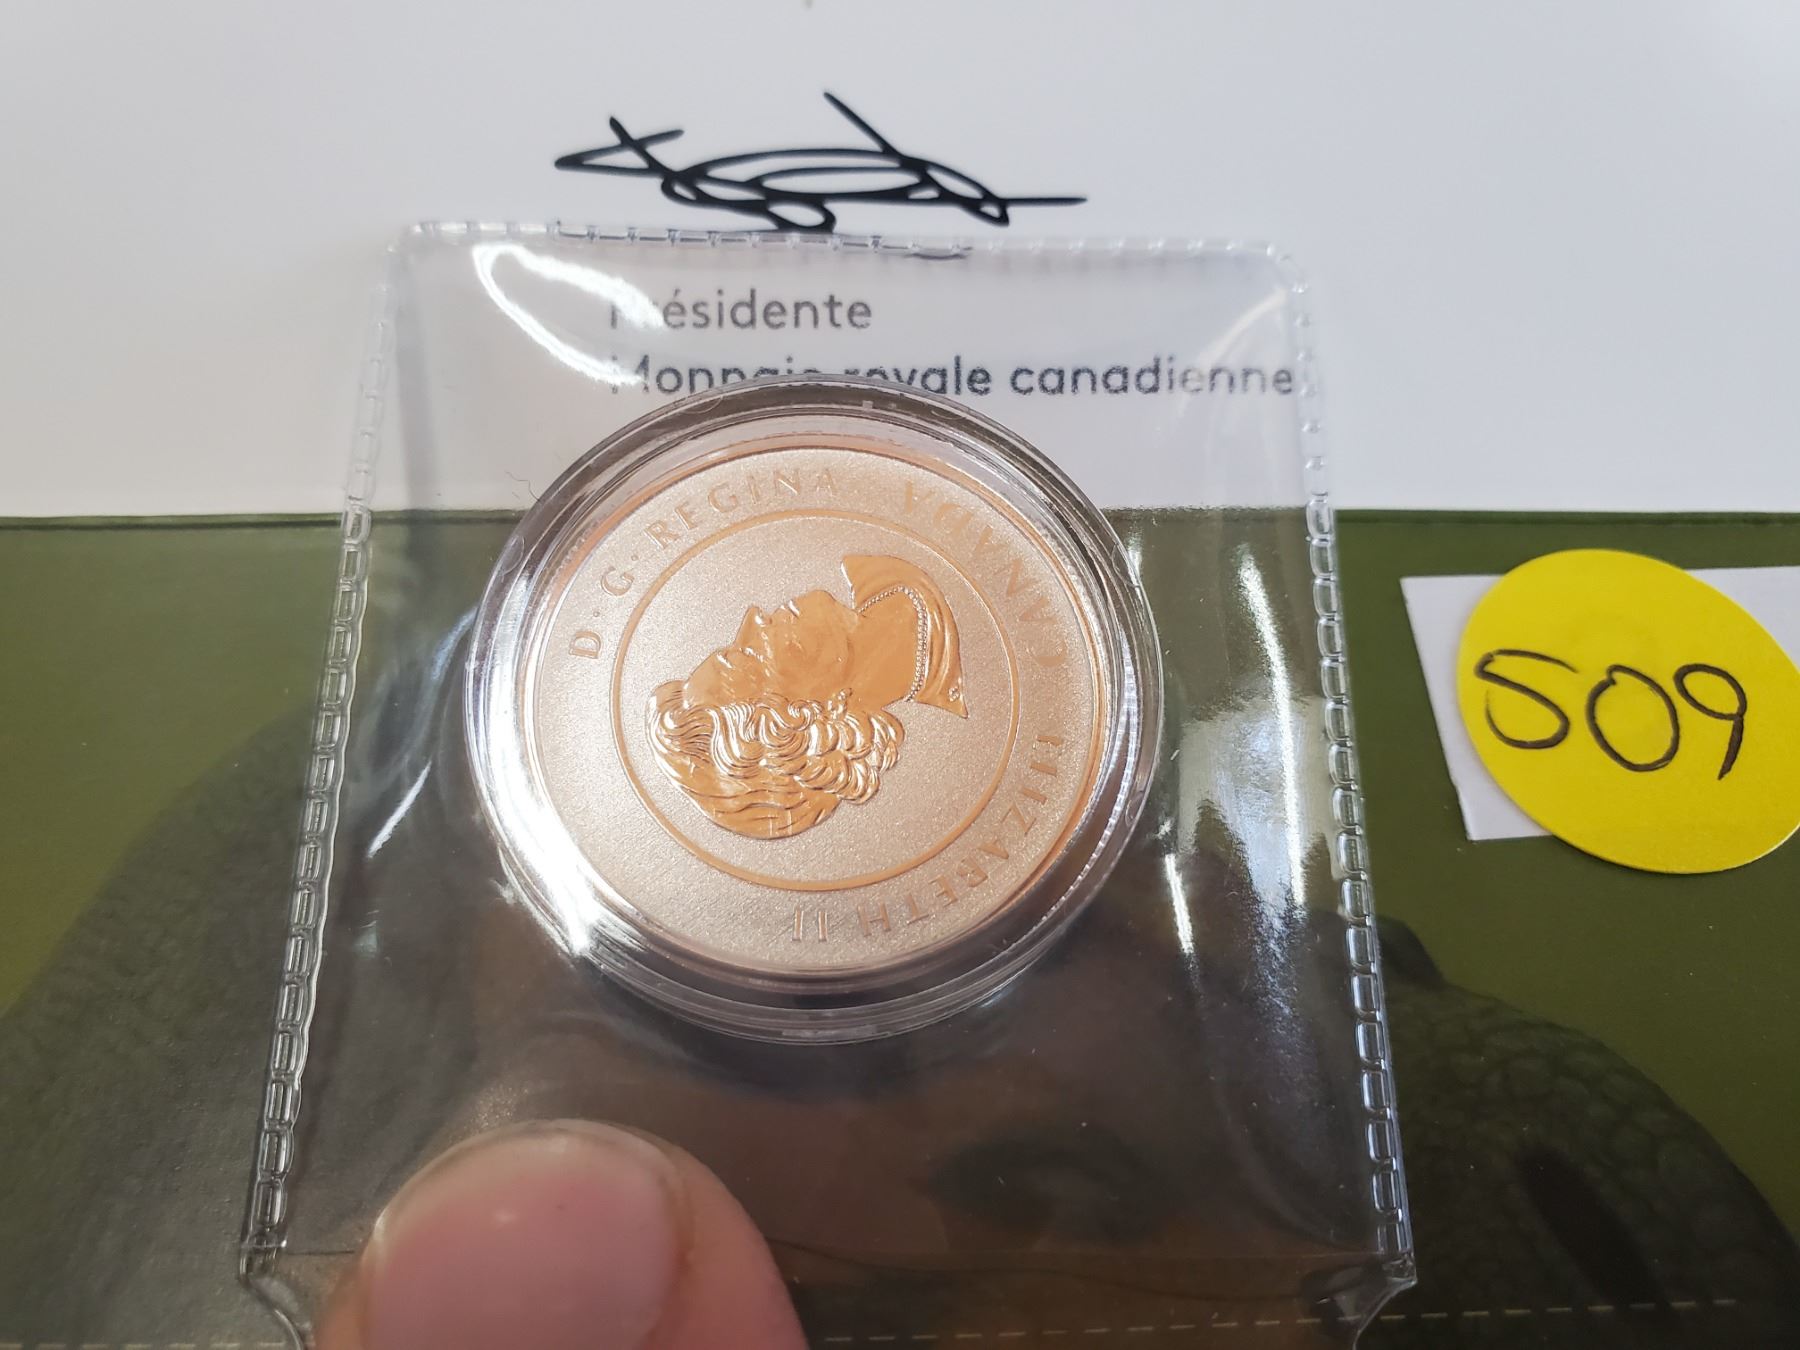 Présidente
Monnaie royale canadienne
ELIZABETH II CANADA D·G·REGINA
509